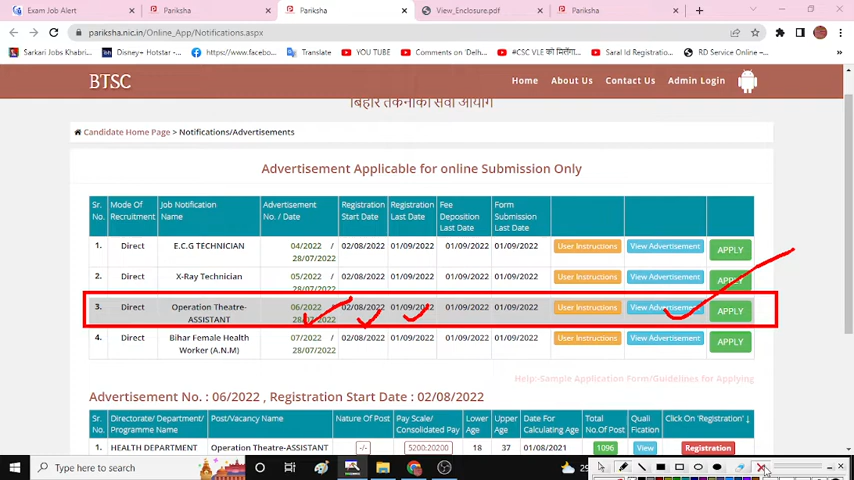 Exam Job Alert
Pariksha
Pariksha
View_Enclosure.pdf
Pariksha
pariksha.nic.in/Online_App/Notifications.aspx
Sarkari Jobs Khabri...
Disney+ Hotstar -...
https://www.facebo...
Translate
YOU TUBE
Comments on 'Delh...
#CSC VLE को मिलेंगा...
Saral Id Registratio...
RD Service Online –...
BTSC
Home About Us Contact Us Admin Login
बिहार तकनीकी सेवा आयोग
Candidate Home Page > Notifications/Advertisements
Advertisement Applicable for online Submission Only
Sr. No. Mode Of Recruitment Job Notification Name Advertisement No. / Date Registration Start Date Registration Last Date Fee Deposition Last Date Form Submission Last Date
1. Direct E.C.G TECHNICIAN 04/2022 / 28/07/2022 02/08/2022 01/09/2022 01/09/2022 01/09/2022 User Instructions View Advertisement APPLY
2. Direct X-Ray Technician 05/2022 / 28/07/2022 02/08/2022 01/09/2022 01/09/2022 01/09/2022 User Instructions View Advertisement APPLY
3. Direct Operation Theatre-ASSISTANT 06/2022 / 28/07/2022 02/08/2022 01/09/2022 01/09/2022 01/09/2022 User Instructions View Advertisement APPLY
4. Direct Bihar Female Health Worker (A.N.M) 07/2022 / 28/07/2022 02/08/2022 01/09/2022 01/09/2022 01/09/2022 User Instructions View Advertisement APPLY
Help:-Sample Application Form/Guidelines for Applying
Advertisement No. : 06/2022 , Registration Start Date : 02/08/2022
Sr. No. Directorate/ Department/ Programme Name Post/Vacancy Name Nature Of Post Pay Scale/ Consolidated Pay Lower Age Upper Age Date For Calculating Age Total No.Of Post Quali Fication Click On 'Registration'
1. HEALTH DEPARTMENT Operation Theatre-ASSISTANT -/- 5200:20200 18 37 01/08/2021 1096 View Registration
Type here to search